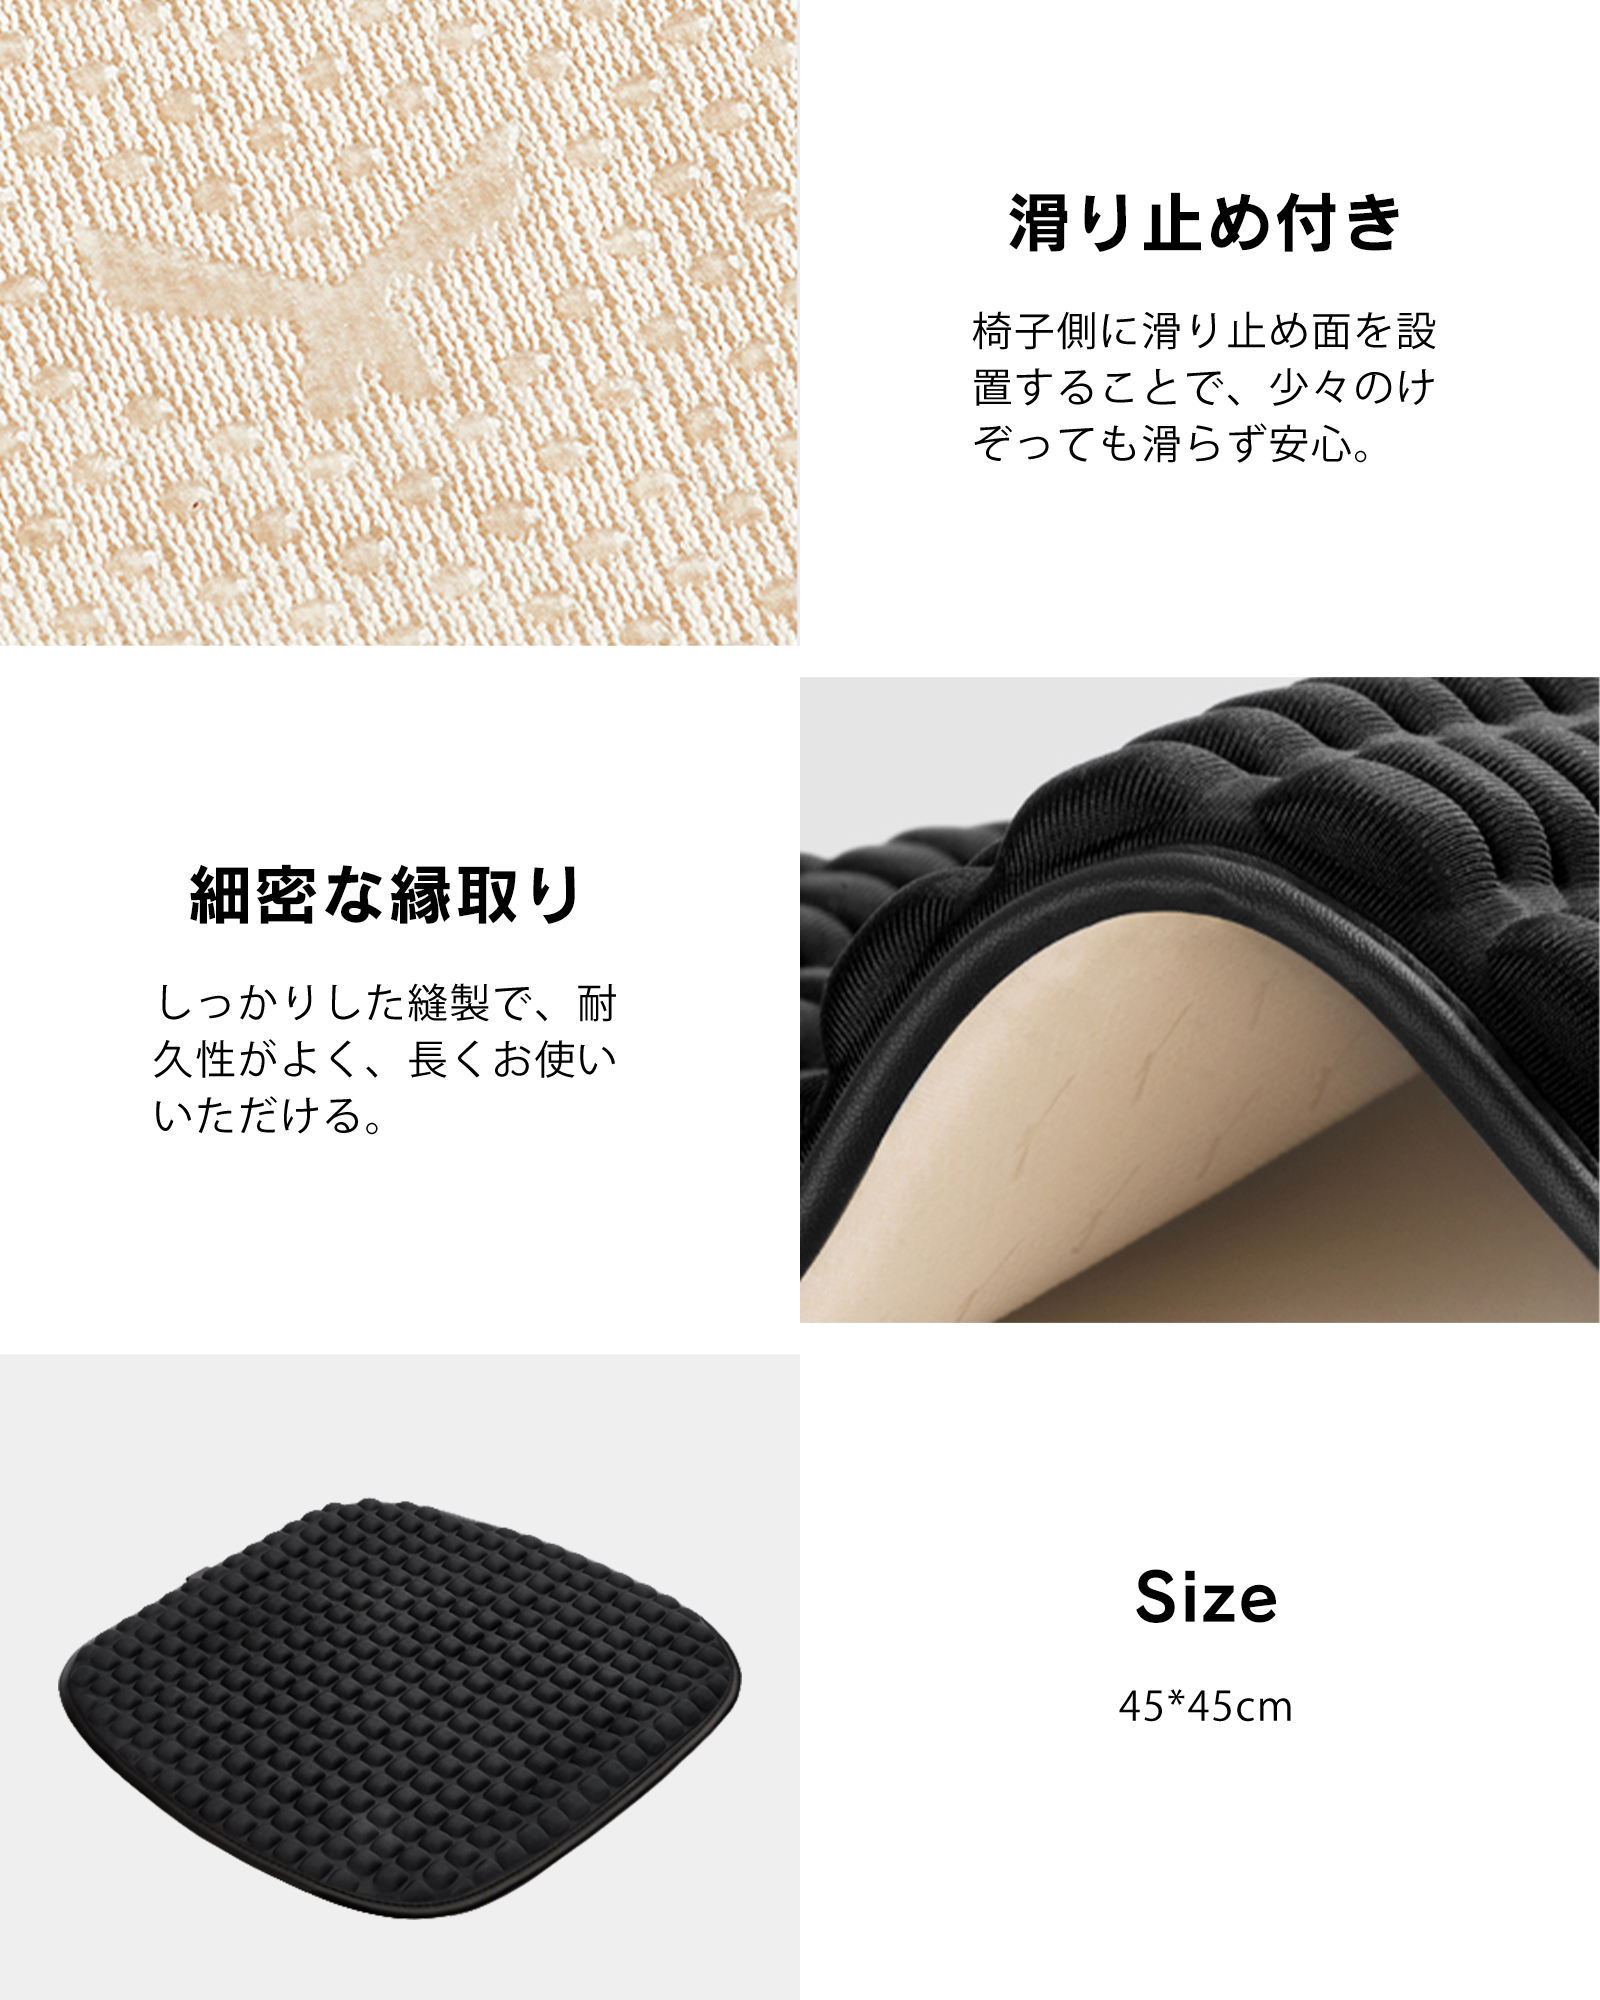 滑り止め付き
椅子側に滑り止め面を設
置することで、少々のけ
ぞっても滑らず安心。
細密な縁取り
しっかりした縫製で、耐
久性がよく、長くお使い
いただける。
Size
45*45cm